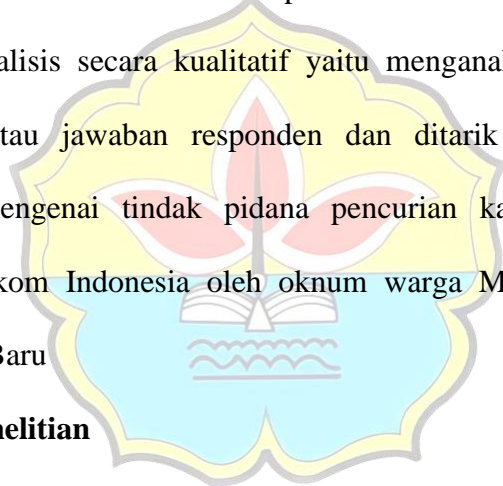 alisis secara kualitatif yaitu menganal
tau jawaban responden dan ditarik
engenai tindak pidana pencurian ka
kom Indonesia oleh oknum warga M
Baru
nelitian